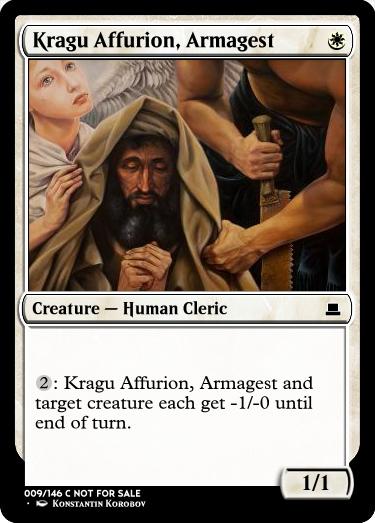 Kragu Affurion, Armagest
Creature — Human Cleric
2: Kragu Affurion, Armagest and
target creature each get -1/-0 until
end of turn.
1/1
009/146 C NOT FOR SALE
· Konstantin Korobov